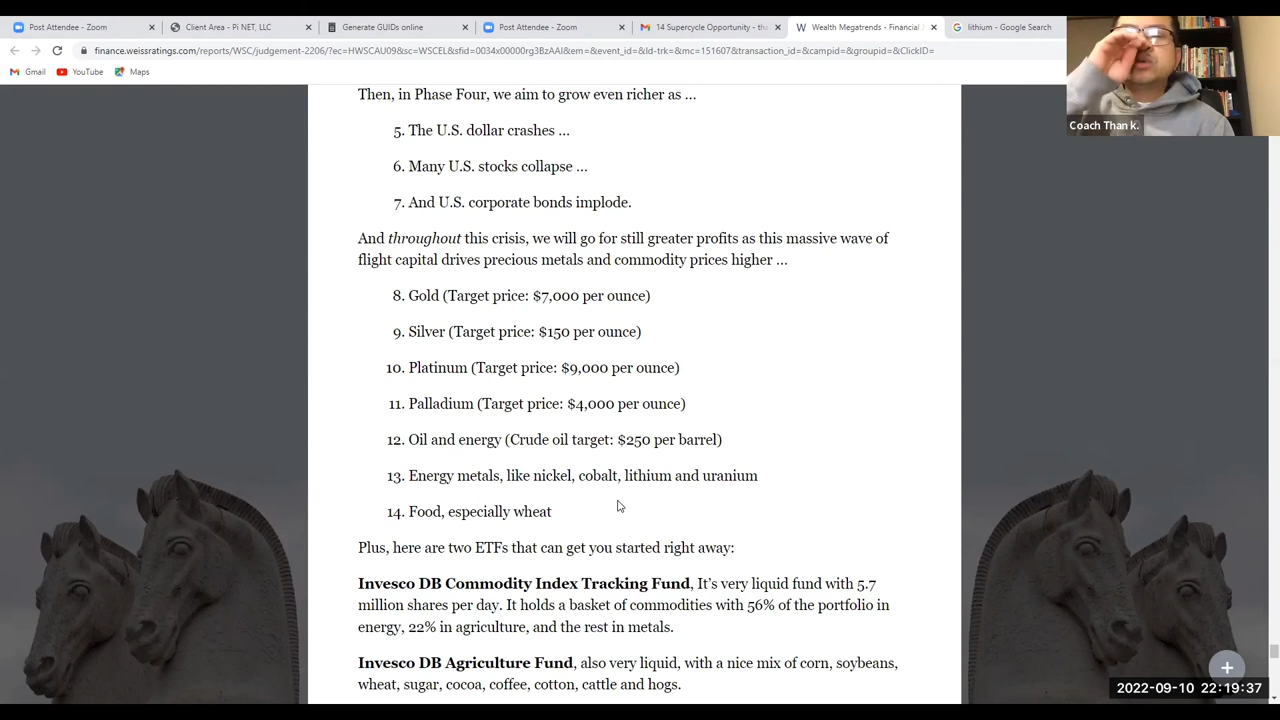 Post Attendee - Zoom
Client Area - Pi NET, LLC
Generate GUIDs online
Post Attendee - Zoom
14 Supercycle Opportunity - tha
Wealth Megatrends - Financial
lithium - Google Search
finance.weissratings.com/reports/WSC/judgement-2206/?ec=HWSCAU09&sc=WSCEL&sfid=0034x00000rg3BzAAI&em=&event_id=&ld-trk=&mc=151607&transaction_id=&campid=&groupid=&ClickID=
Gmail
YouTube
Maps
Coach Than k.
Then, in Phase Four, we aim to grow even richer as …
5. The U.S. dollar crashes …
6. Many U.S. stocks collapse …
7. And U.S. corporate bonds implode.
And throughout this crisis, we will go for still greater profits as this massive wave of
flight capital drives precious metals and commodity prices higher …
8. Gold (Target price: $7,000 per ounce)
9. Silver (Target price: $150 per ounce)
10. Platinum (Target price: $9,000 per ounce)
11. Palladium (Target price: $4,000 per ounce)
12. Oil and energy (Crude oil target: $250 per barrel)
13. Energy metals, like nickel, cobalt, lithium and uranium
14. Food, especially wheat
Plus, here are two ETFs that can get you started right away:
Invesco DB Commodity Index Tracking Fund, It’s very liquid fund with 5.7
million shares per day. It holds a basket of commodities with 56% of the portfolio in
energy, 22% in agriculture, and the rest in metals.
Invesco DB Agriculture Fund, also very liquid, with a nice mix of corn, soybeans,
wheat, sugar, cocoa, coffee, cotton, cattle and hogs.
2022-09-10 22:19:37